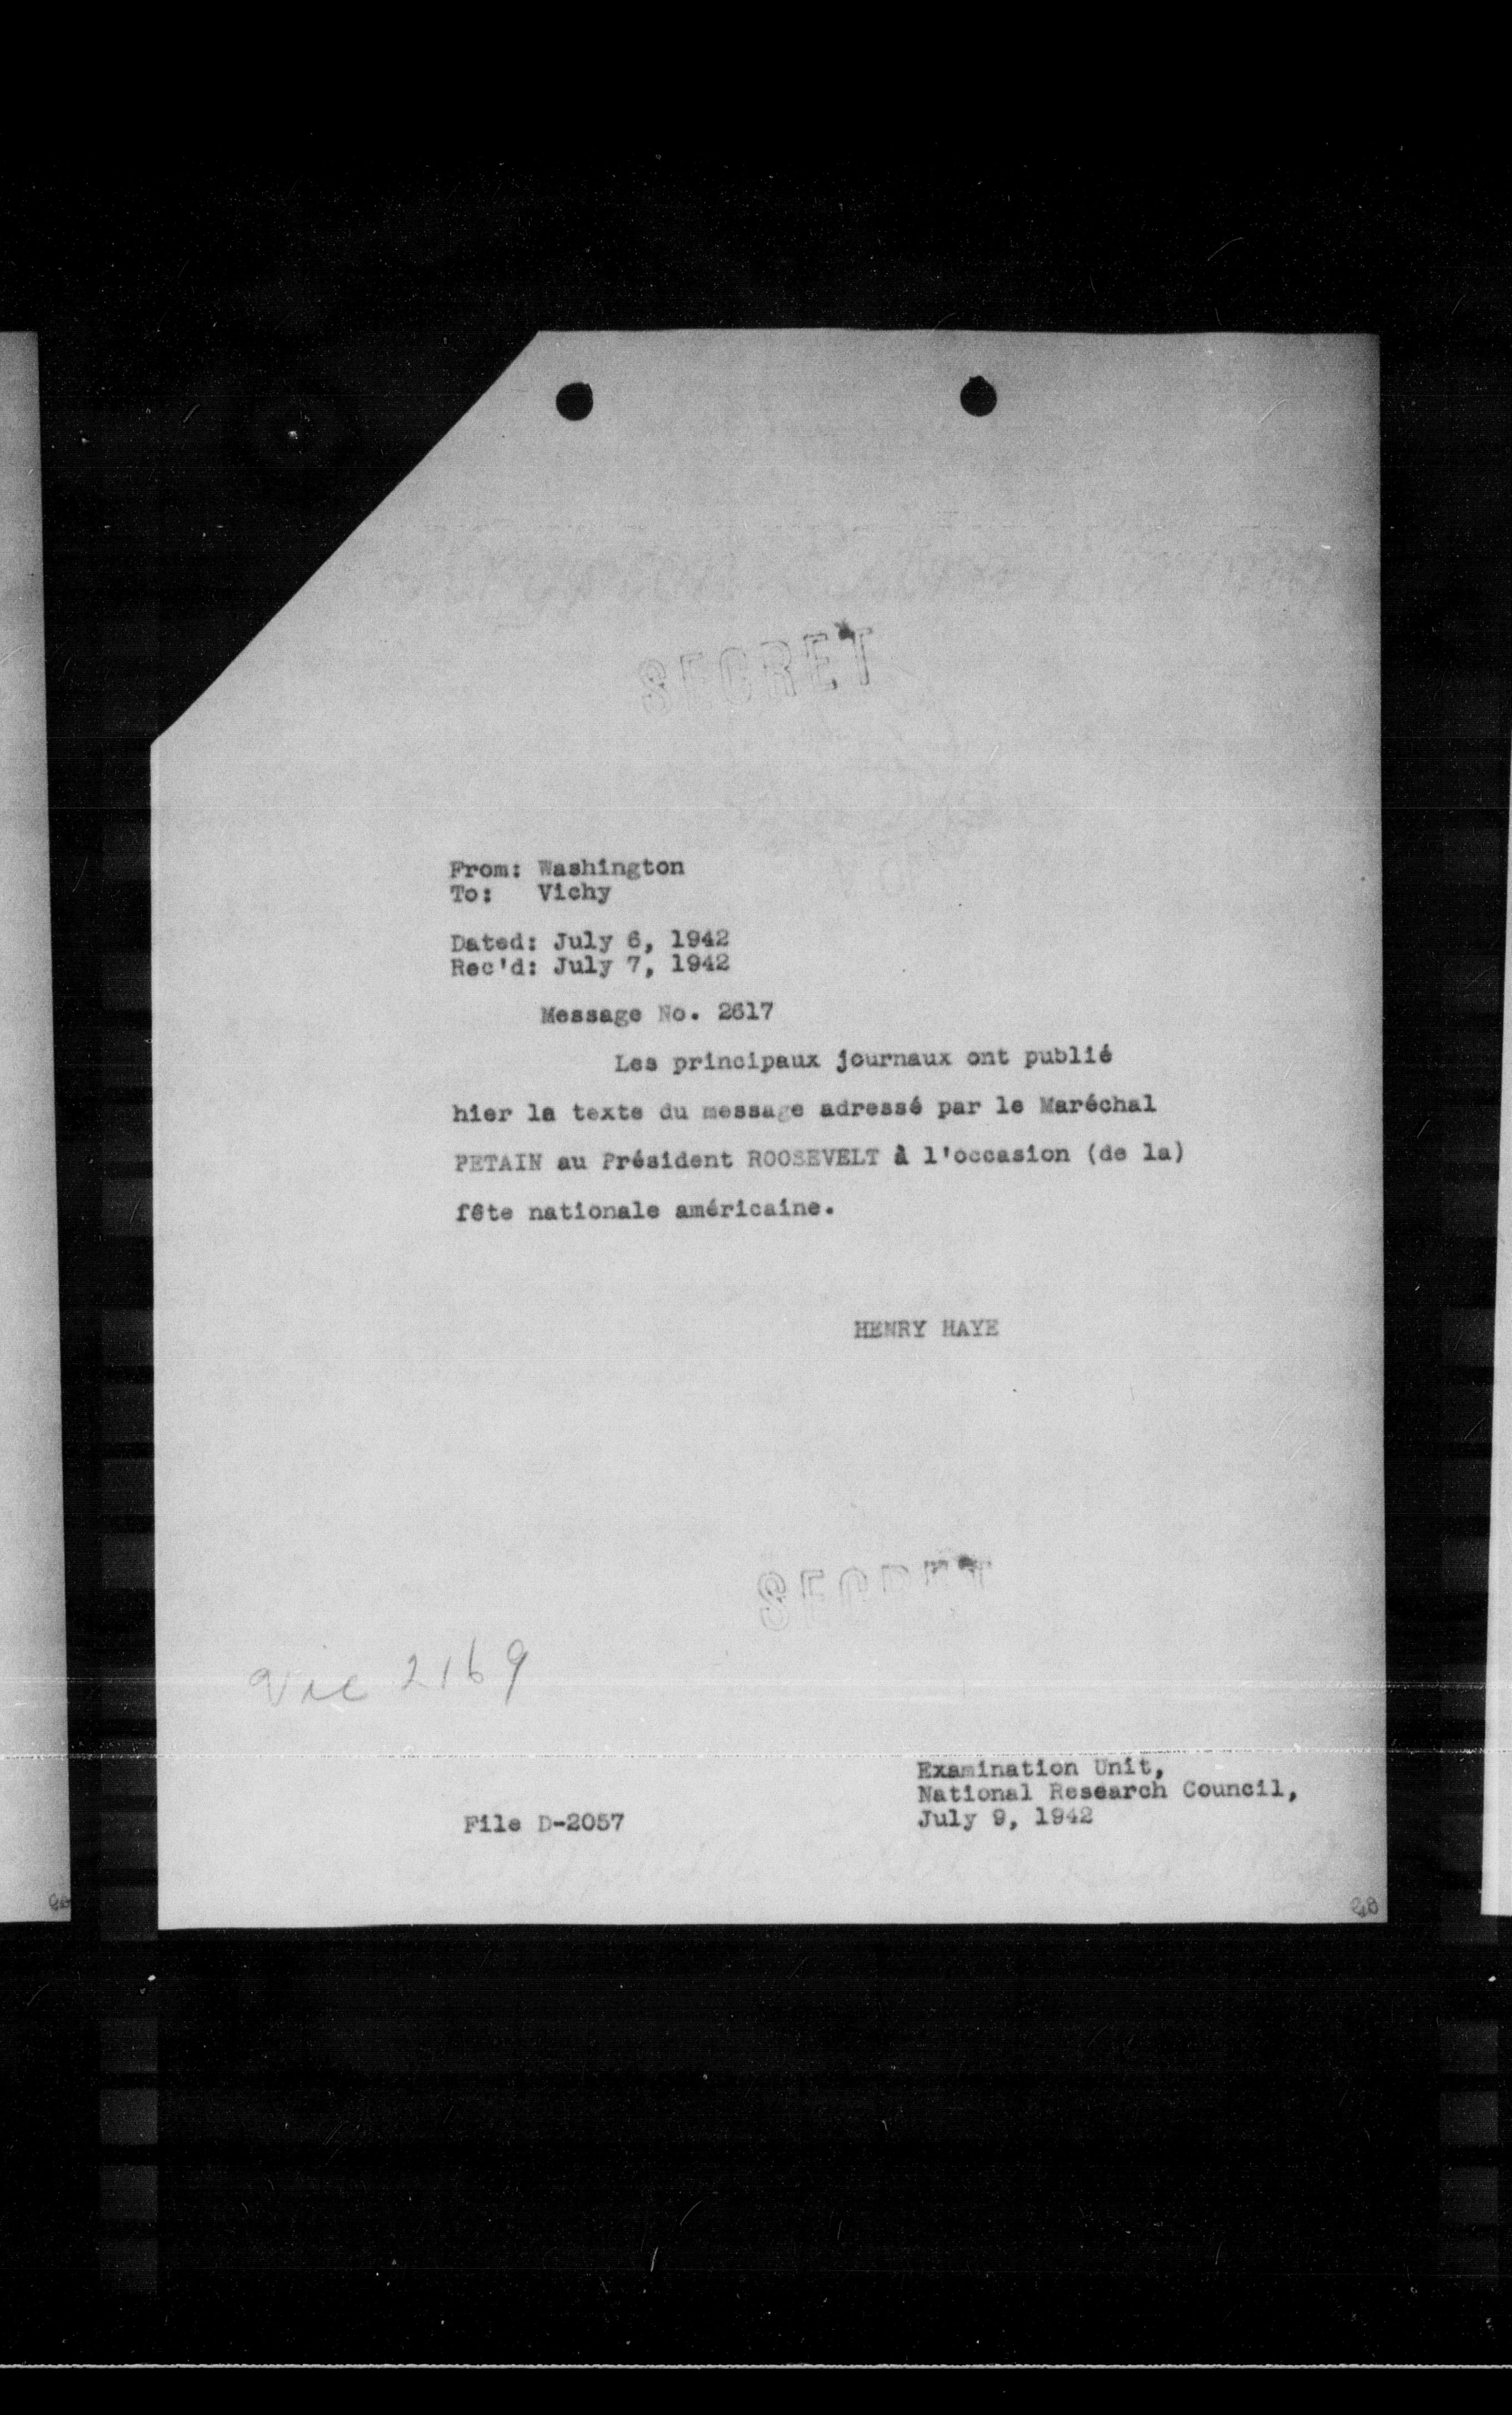 SECRET
From: Washington
To: Vichy
Dated: July 6, 1942
Rec'd: July 7, 1942
Message No. 2617
Les principaux journaux ont publié
hier la texte du message adressé par le Maréchal
PETAIN au Président ROOSEVELT à l'occasion (de la)
fête nationale américaine.
HENRY HAYE
SECRET
Vic 2169
Examination Unit,
National Research Council,
July 9, 1942
File D-2057